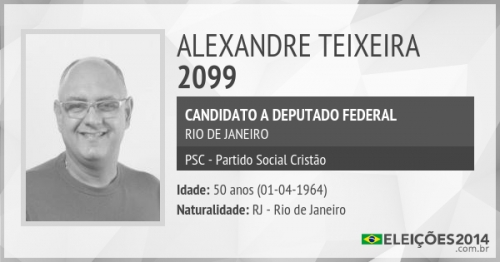 ALEXANDRE TEIXEIRA
2099
CANDIDATO A DEPUTADO FEDERAL
RIO DE JANEIRO
PSC - Partido Social Cristão
Idade: 50 anos (01-04-1964)
Naturalidade: RJ - Rio de Janeiro
ELEIÇÕES2014
.com.br